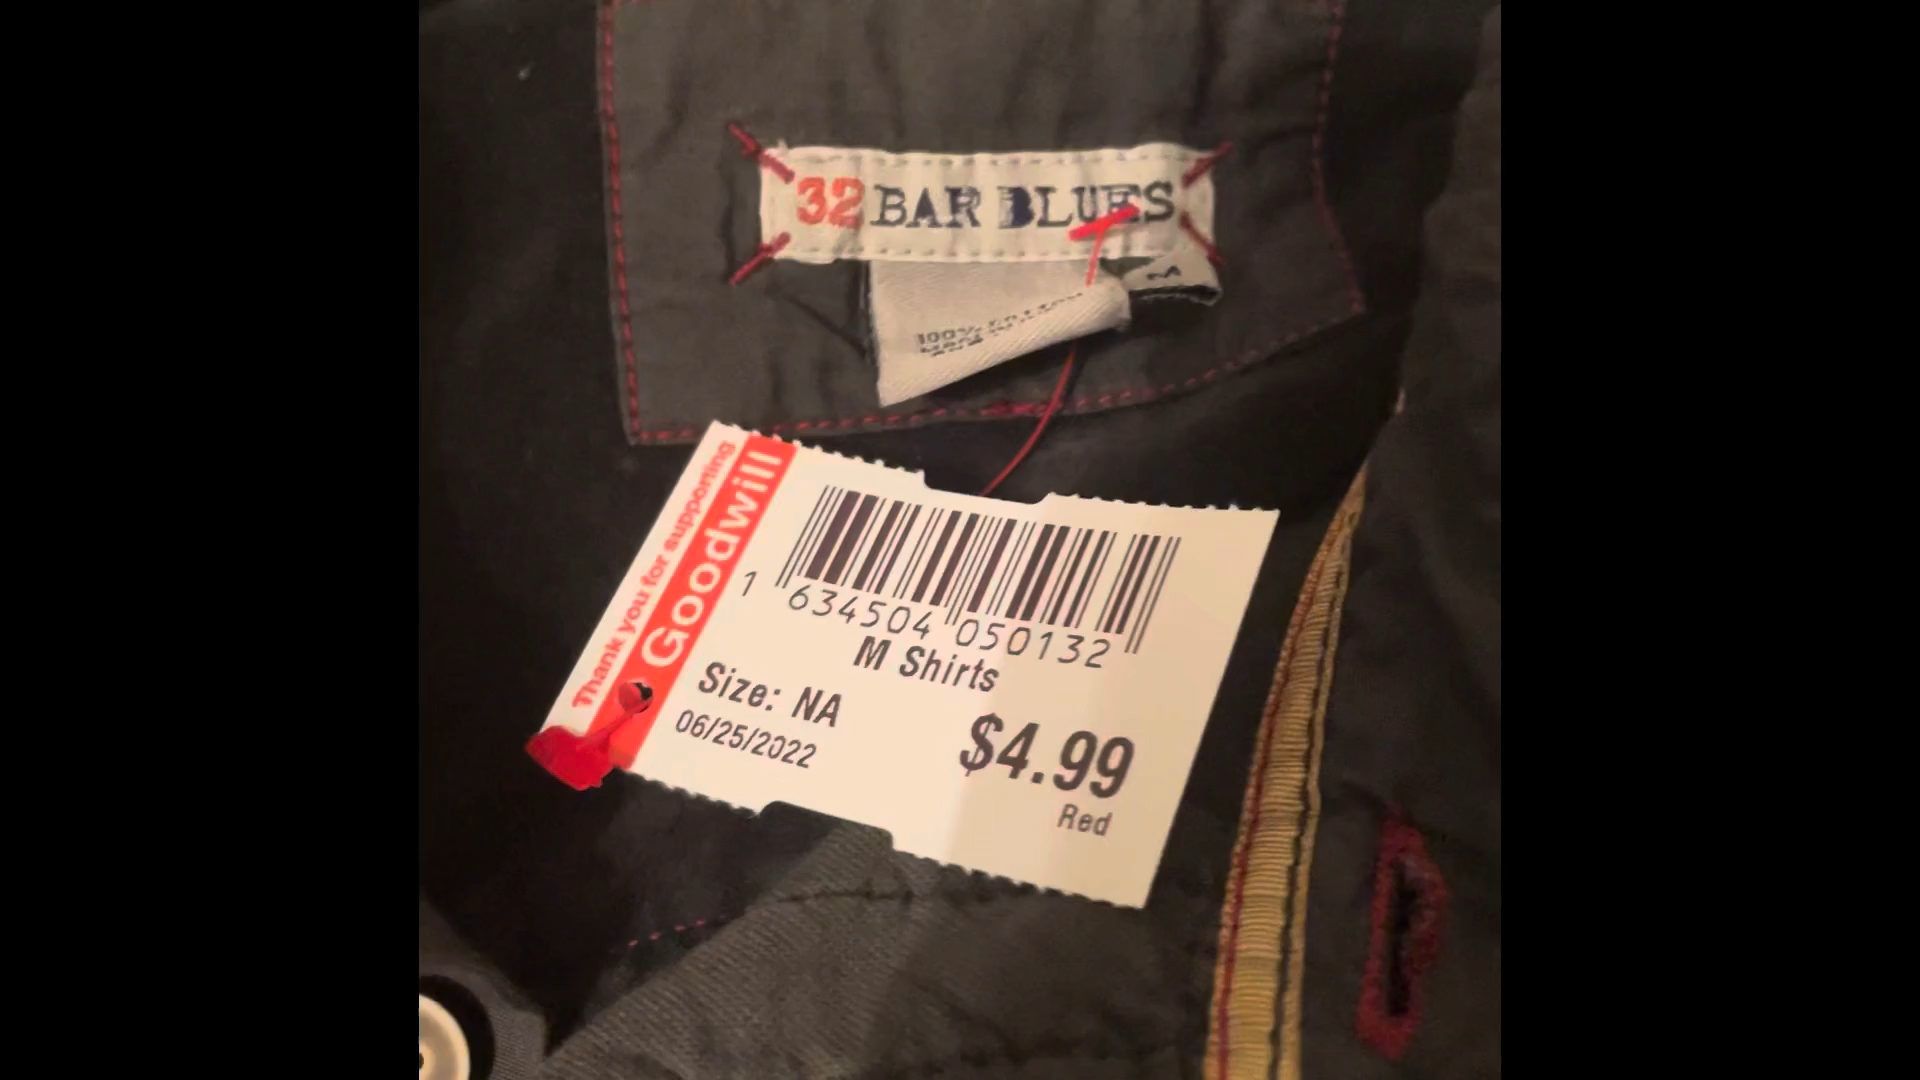 32 BAR BLUES
M
100%
Thank you for supporting
Goodwill
1 634504 050132
M Shirts
Size: NA
06/25/2022
$4.99
Red